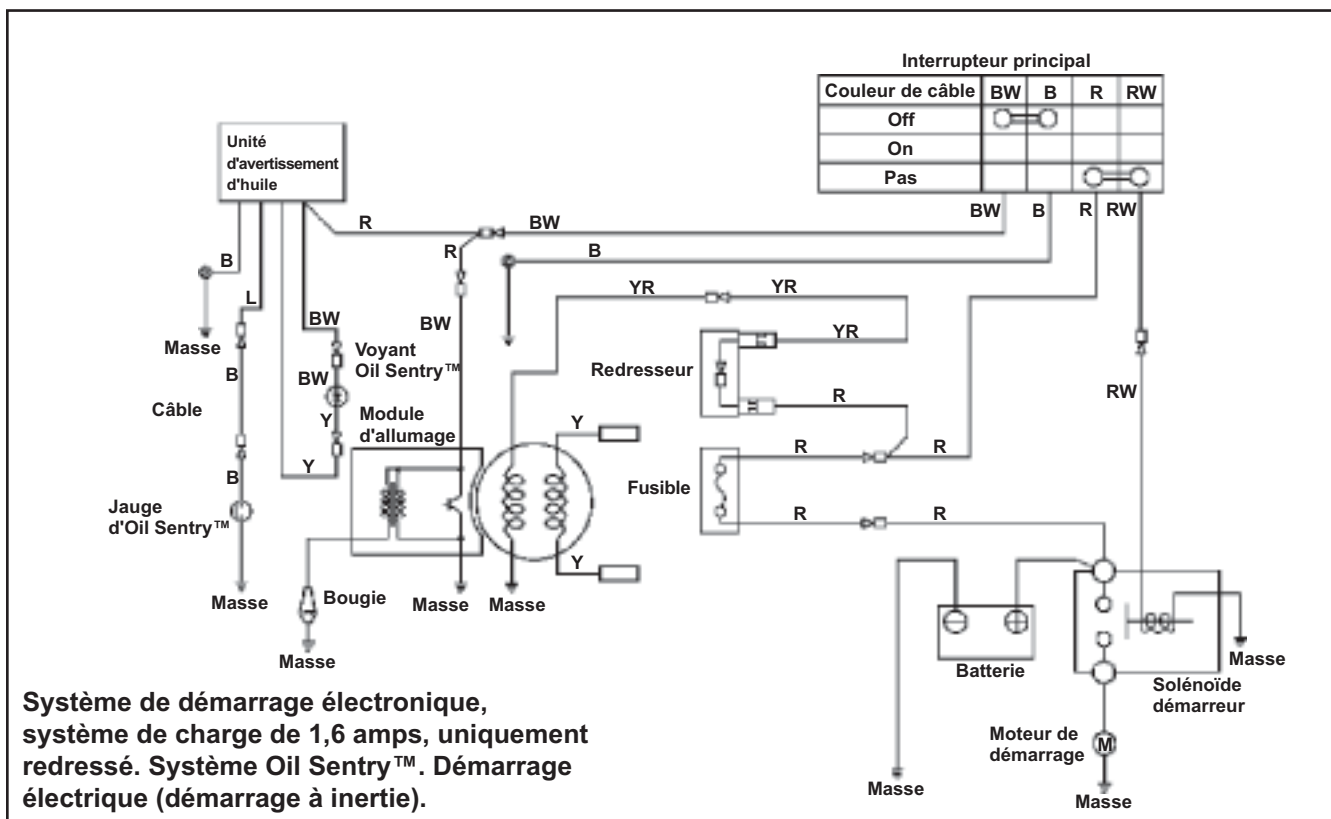 Interrupteur principal
Couleur de câble BW B R RW
Off
On
Pas
BW B R RW
Unité
d'avertissement
d'huile
R BW
B R B
L YR YR
BW BW YR
Masse Voyant
Oil Sentry™
Redresseur
B BW RW
Câble Y R
Module
d'allumage
Y
Y R R
B Fusible
Jauge
d'Oil Sentry™
R R
Y
Masse Bougie Masse Masse
Masse
Batterie
Masse
Solénoïde
démarreur
Moteur de
démarrage
M
Masse
Masse
Système de démarrage électronique,
système de charge de 1,6 amps, uniquement
redressé. Système Oil Sentry™. Démarrage
électrique (démarrage à inertie).